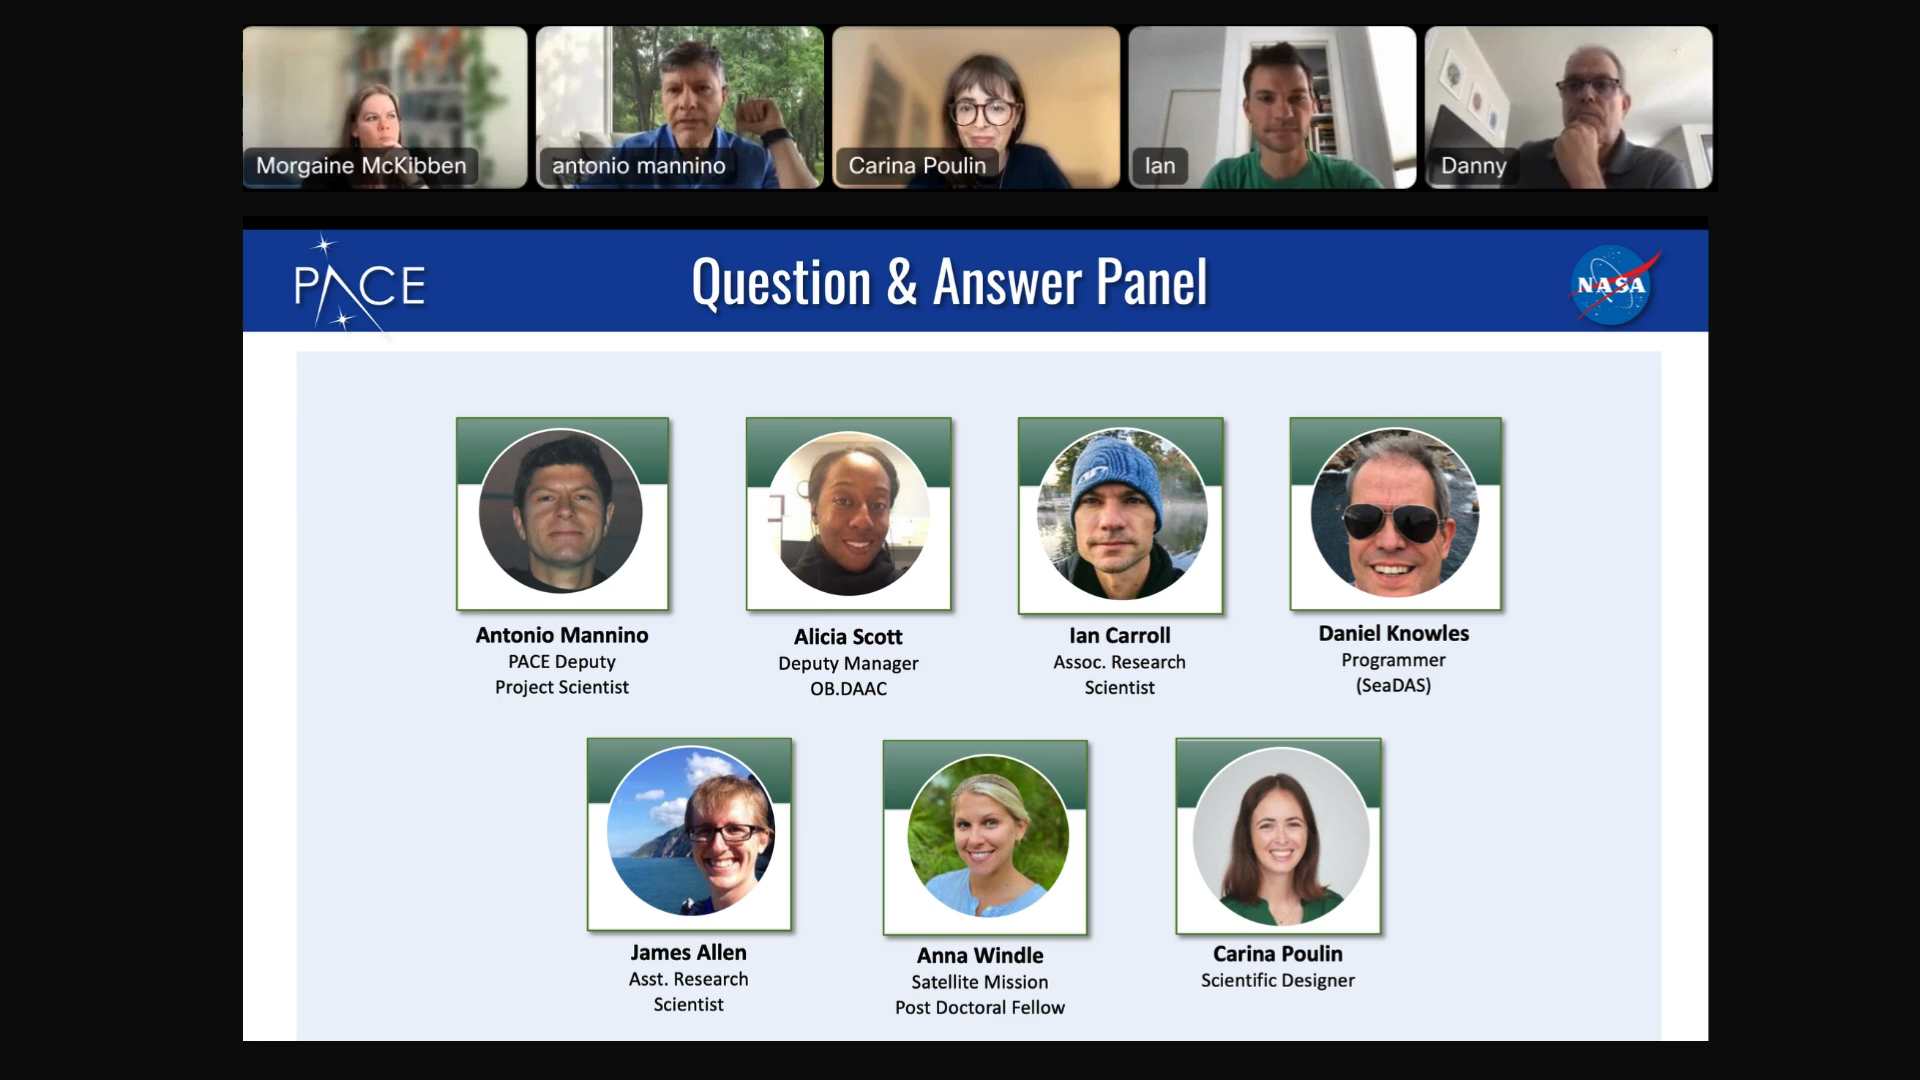 Morgaine McKibben
antonio mannino
Carina Poulin
Ian
Danny
PACE
Question & Answer Panel
NASA
Antonio Mannino
PACE Deputy
Project Scientist
Alicia Scott
Deputy Manager
OB.DAAC
Ian Carroll
Assoc. Research
Scientist
Daniel Knowles
Programmer
(SeaDAS)
James Allen
Asst. Research
Scientist
Anna Windle
Satellite Mission
Post Doctoral Fellow
Carina Poulin
Scientific Designer